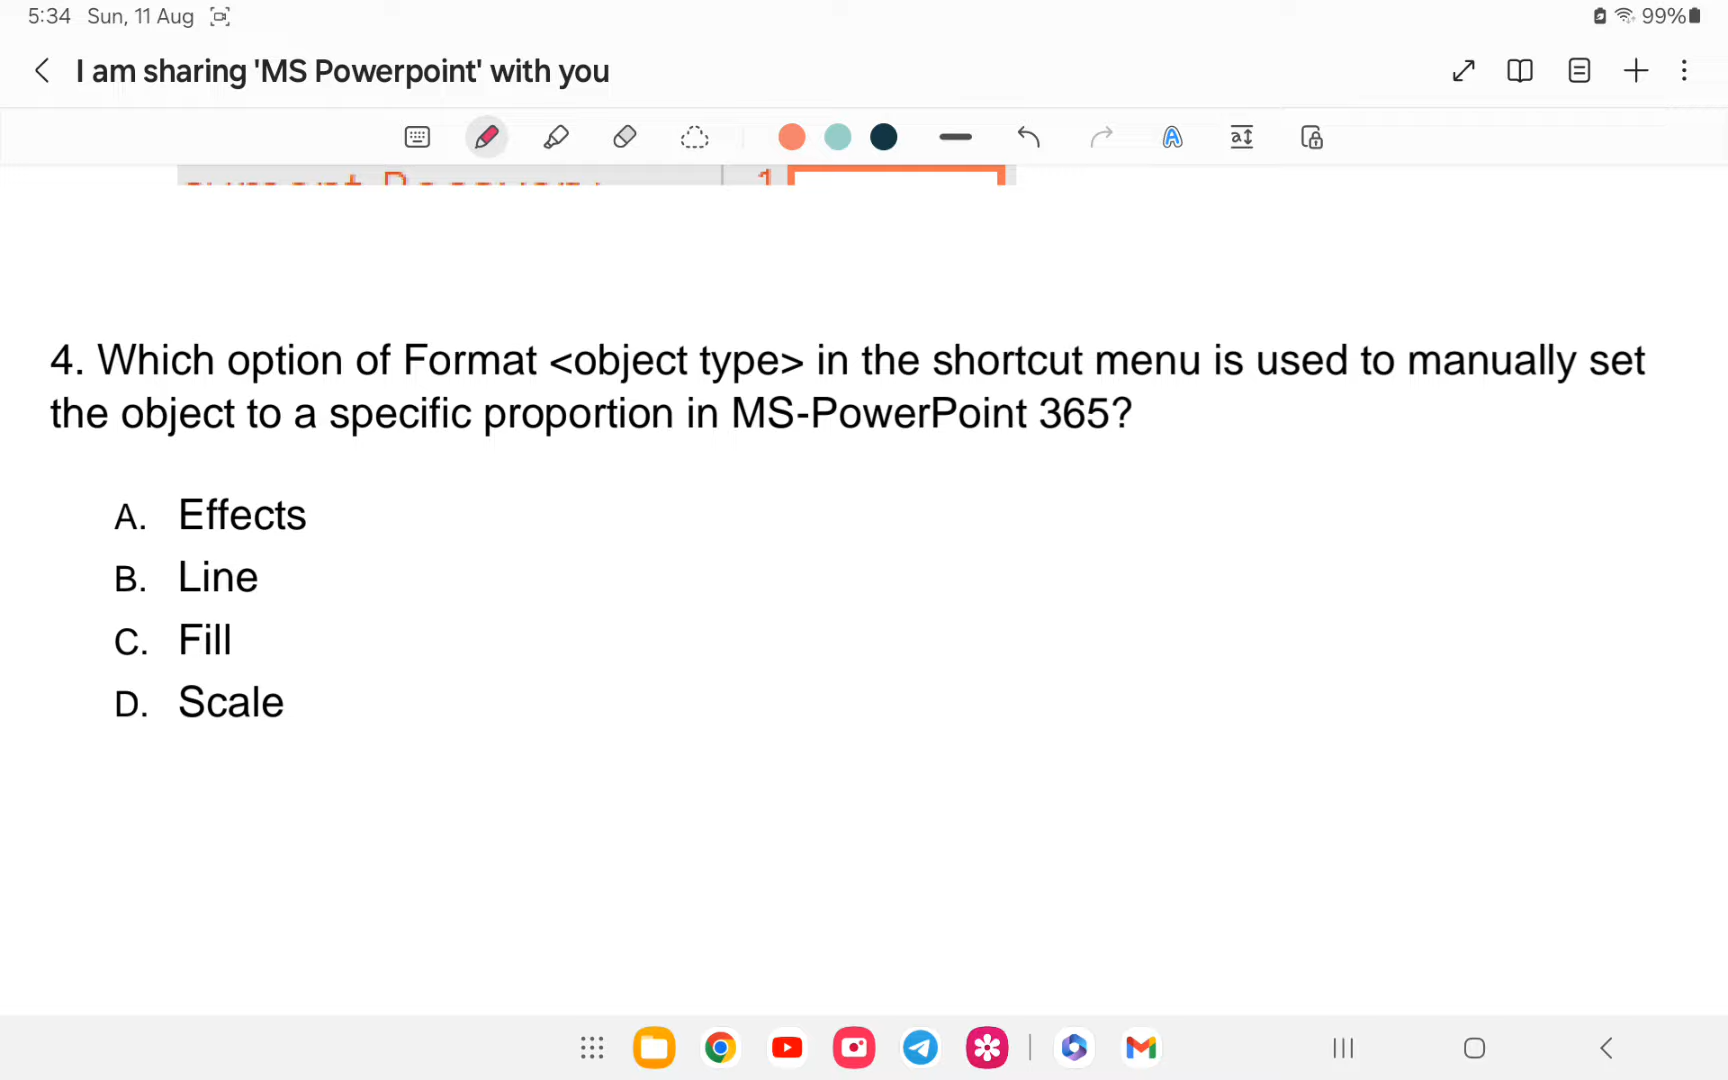 5:34 Sun, 11 Aug 99%
I am sharing 'MS Powerpoint' with you
1
4. Which option of Format <object type> in the shortcut menu is used to manually set
the object to a specific proportion in MS-PowerPoint 365?
A. Effects
B. Line
C. Fill
D. Scale